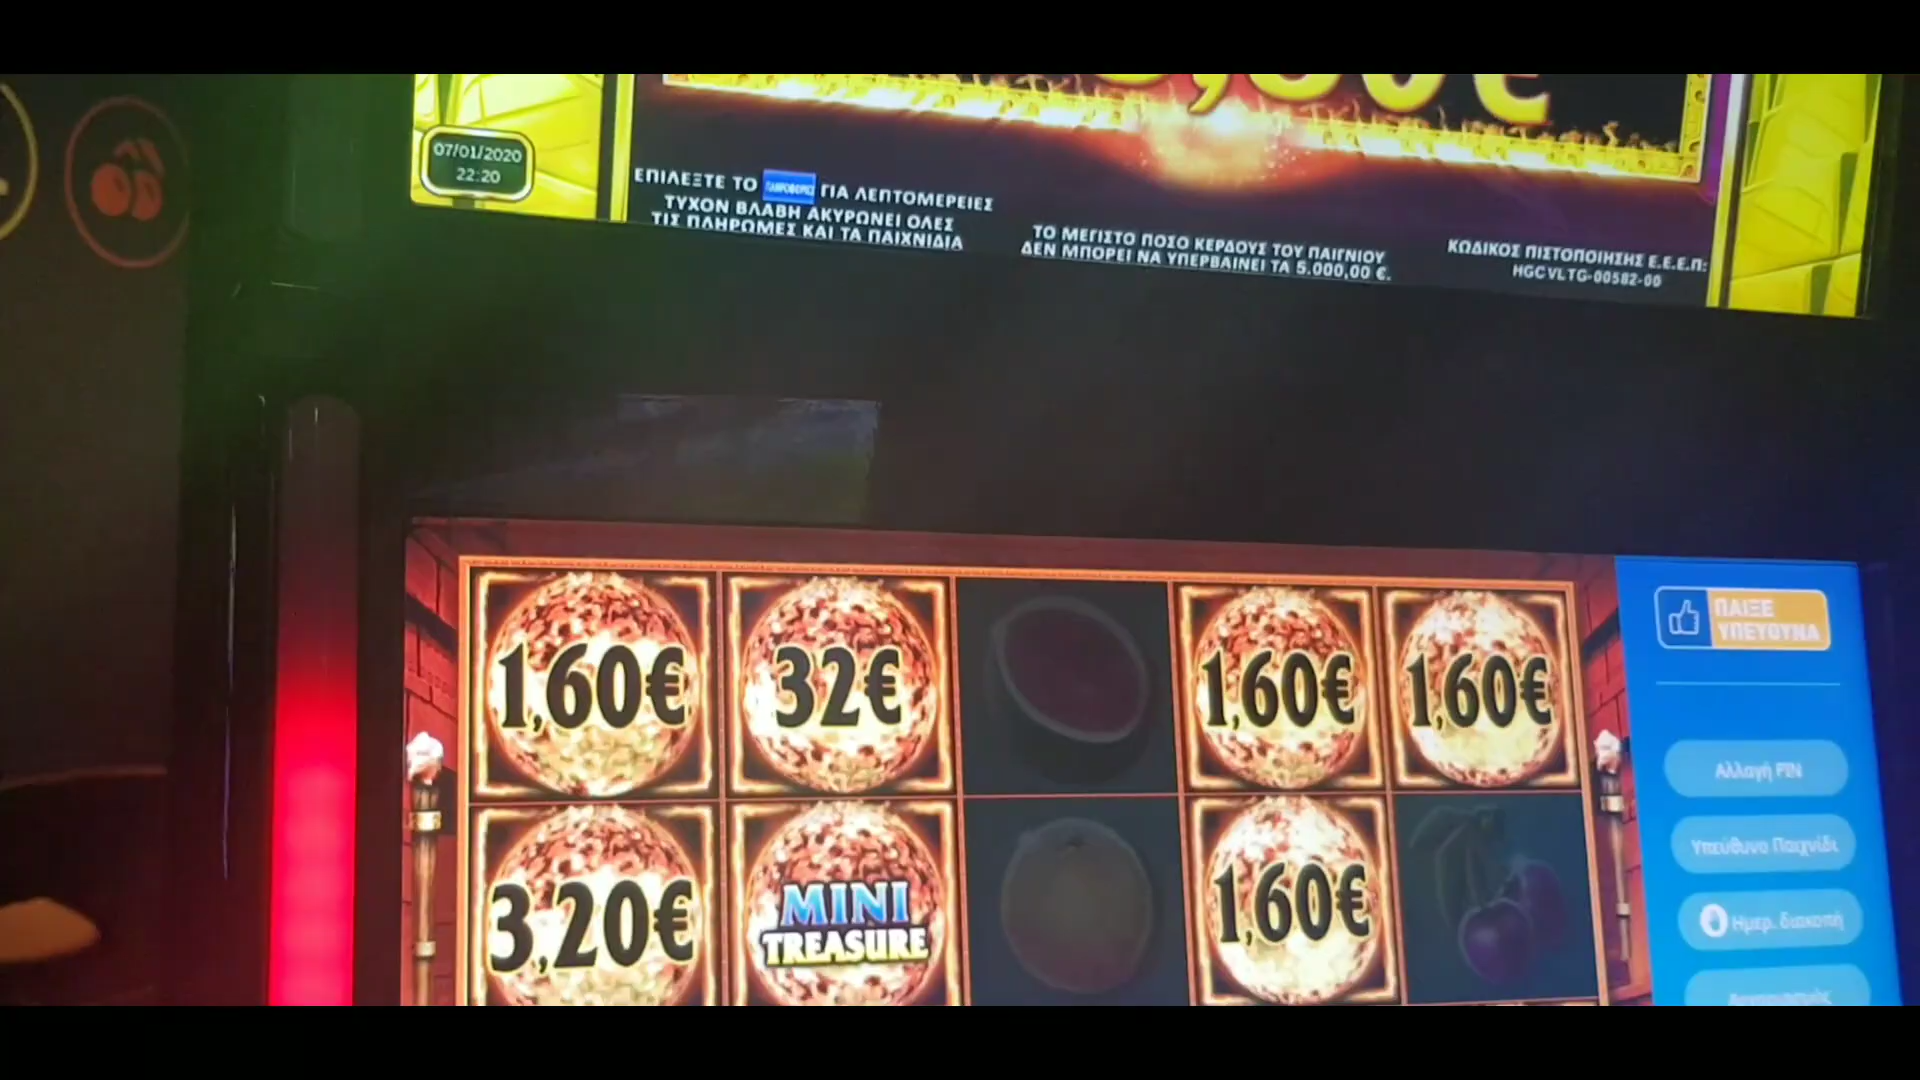 07/01/2020
22:20
ΕΠΙΛΕΞΤΕ ΤΟ ΠΛΗΡΟΦΟΡΙΕΣ ΓΙΑ ΛΕΠΤΟΜΕΡΕΙΕΣ
ΤΥΧΟΝ ΒΛΑΒΗ ΑΚΥΡΩΝΕΙ ΟΛΕΣ
ΤΙΣ ΠΛΗΡΩΜΕΣ ΚΑΙ ΤΑ ΠΑΙΧΝΙΔΙΑ
ΤΟ ΜΕΓΙΣΤΟ ΠΟΣΟ ΚΕΡΔΟΥΣ ΤΟΥ ΠΑΙΓΝΙΟΥ
ΔΕΝ ΜΠΟΡΕΙ ΝΑ ΥΠΕΡΒΑΙΝΕΙ ΤΑ 5.000,00 €.
ΚΩΔΙΚΟΣ ΠΙΣΤΟΠΟΙΗΣΗΣ Ε.Ε.Ε.Π:
HGCVLTG-00582-00
1,60€ 32€ 1,60€ 1,60€
3,20€ MINI TREASURE 1,60€
ΠΑΙΞΕ
ΥΠΕΥΘΥΝΑ
Αλλαγή PIN
Υπεύθυνο Παιχνίδι
Ημερ. διακοπή